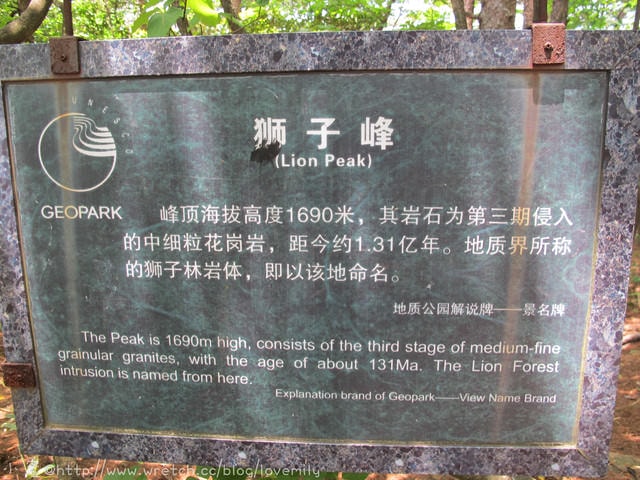 UNESCO
GEOPARK
狮子峰
(Lion Peak)
峰顶海拔高度1690米，其岩石为第三期侵入
的中细粒花岗岩，距今约1.31亿年。地质界所称
的狮子林岩体，即以该地命名。
地质公园解说牌——景名牌
The Peak is 1690m high, consists of the third stage of medium-fine
grainular granites, with the age of about 131Ma. The Lion Forest
intrusion is named from here.
Explanation brand of Geopark——View Name Brand
@http://www.wretch.cc/blog/lovemily